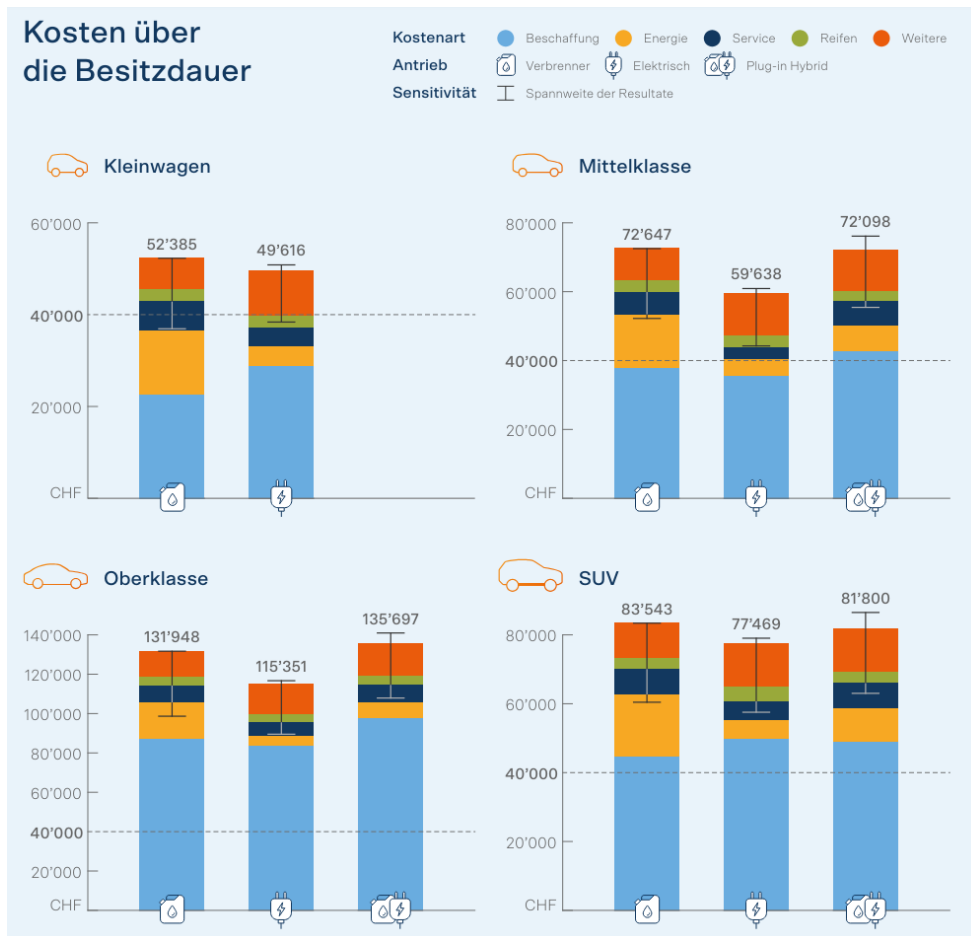 Kosten über
die Besitzdauer
Kostenart Beschaffung Energie Service Reifen Weitere
Antrieb Verbrenner Elektrisch Plug-in Hybrid
Sensitivität Spannweite der Resultate
Kleinwagen
60’000
52’385
49’616
40’000
20’000
CHF
Mittelklasse
80’000
72’647
72’098
59’638
60’000
40’000
20’000
CHF
Oberklasse
140’000
131’948
115’351
135’697
120’000
100’000
80’000
60’000
40’000
20’000
CHF
SUV
83’543
77’469
81’800
80’000
60’000
40’000
20’000
CHF